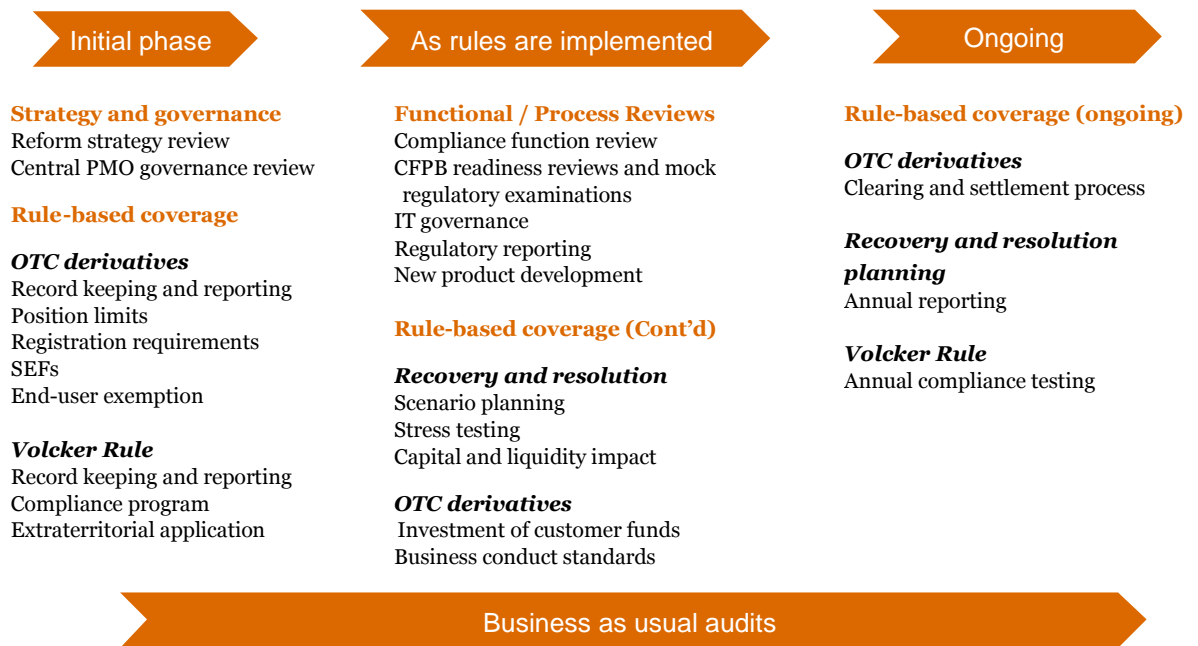 Initial phase
As rules are implemented
Ongoing
Strategy and governance
Reform strategy review
Central PMO governance review
Rule-based coverage
OTC derivatives
Record keeping and reporting
Position limits
Registration requirements
SEFs
End-user exemption
Volcker Rule
Record keeping and reporting
Compliance program
Extraterritorial application
Functional / Process Reviews
Compliance function review
CFPB readiness reviews and mock
regulatory examinations
IT governance
Regulatory reporting
New product development
Rule-based coverage (Cont’d)
Recovery and resolution
Scenario planning
Stress testing
Capital and liquidity impact
OTC derivatives
Investment of customer funds
Business conduct standards
Rule-based coverage (ongoing)
OTC derivatives
Clearing and settlement process
Recovery and resolution
planning
Annual reporting
Volcker Rule
Annual compliance testing
Business as usual audits